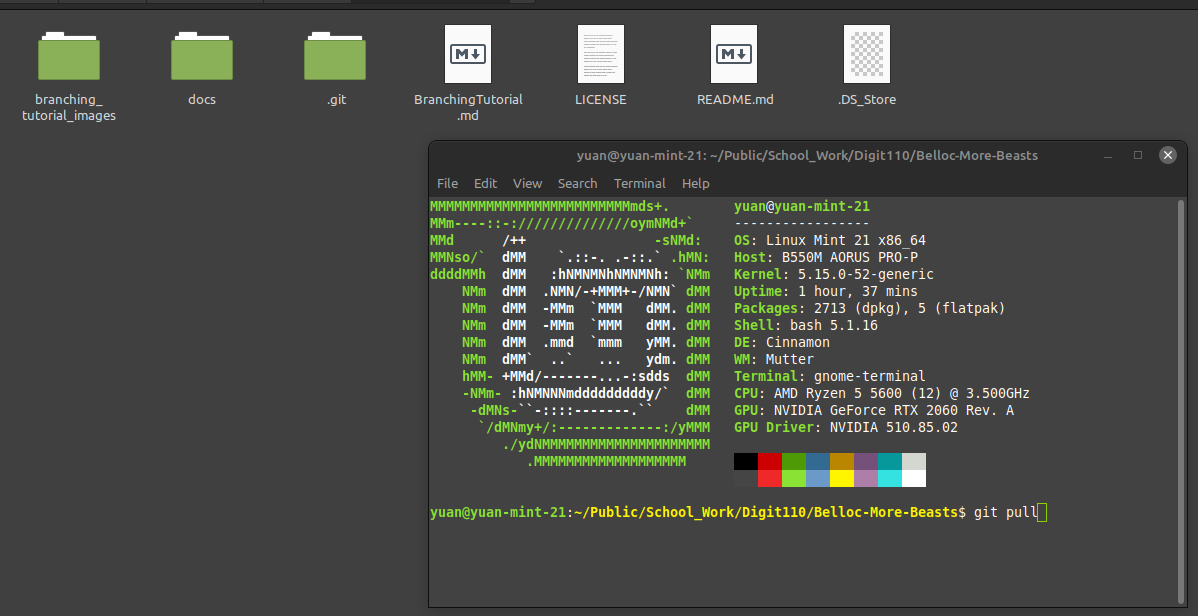 branching_
tutorial_images
docs
.git
BranchingTutorial
.md
LICENSE
README.md
.DS_Store
yuan@yuan-mint-21: ~/Public/School_Work/Digit110/Belloc-More-Beasts
File Edit View Search Terminal Help
MMMMMMMMMMMMMMMMMMMMMMMMMmds+. yuan@yuan-mint-21
MMm----::-://////////////oymNMd+` -----------------
MMd /++ -sNMd: OS: Linux Mint 21 x86_64
MMNso/` dMM `.::-. .-::.` .hMN: Host: B550M AORUS PRO-P
ddddMMh dMM :hNMNMNhNMNMNh: `NMm Kernel: 5.15.0-52-generic
NMm dMM .NMN/-+MMM+-/NMN` dMM Uptime: 1 hour, 37 mins
NMm dMM -MMm `MMM dMM. dMM Packages: 2713 (dpkg), 5 (flatpak)
NMm dMM -MMm `MMM dMM. dMM Shell: bash 5.1.16
NMm dMM .mmd `mmm yMM. dMM DE: Cinnamon
NMm dMM` ..` ... ydm. dMM WM: Mutter
hMM- +MMd/-------...-:sdds dMM Terminal: gnome-terminal
-NMm- :hNMNNNmdddddddddy/` dMM CPU: AMD Ryzen 5 5600 (12) @ 3.500GHz
-dMNs-``-::::-------.`` dMM GPU: NVIDIA GeForce RTX 2060 Rev. A
`/dMNmy+/:-------------:/yMMM GPU Driver: NVIDIA 510.85.02
./ydNMMMMMMMMMMMMMMMMMMMMM
.MMMMMMMMMMMMMMMMMMM
yuan@yuan-mint-21:~/Public/School_Work/Digit110/Belloc-More-Beasts$ git pull